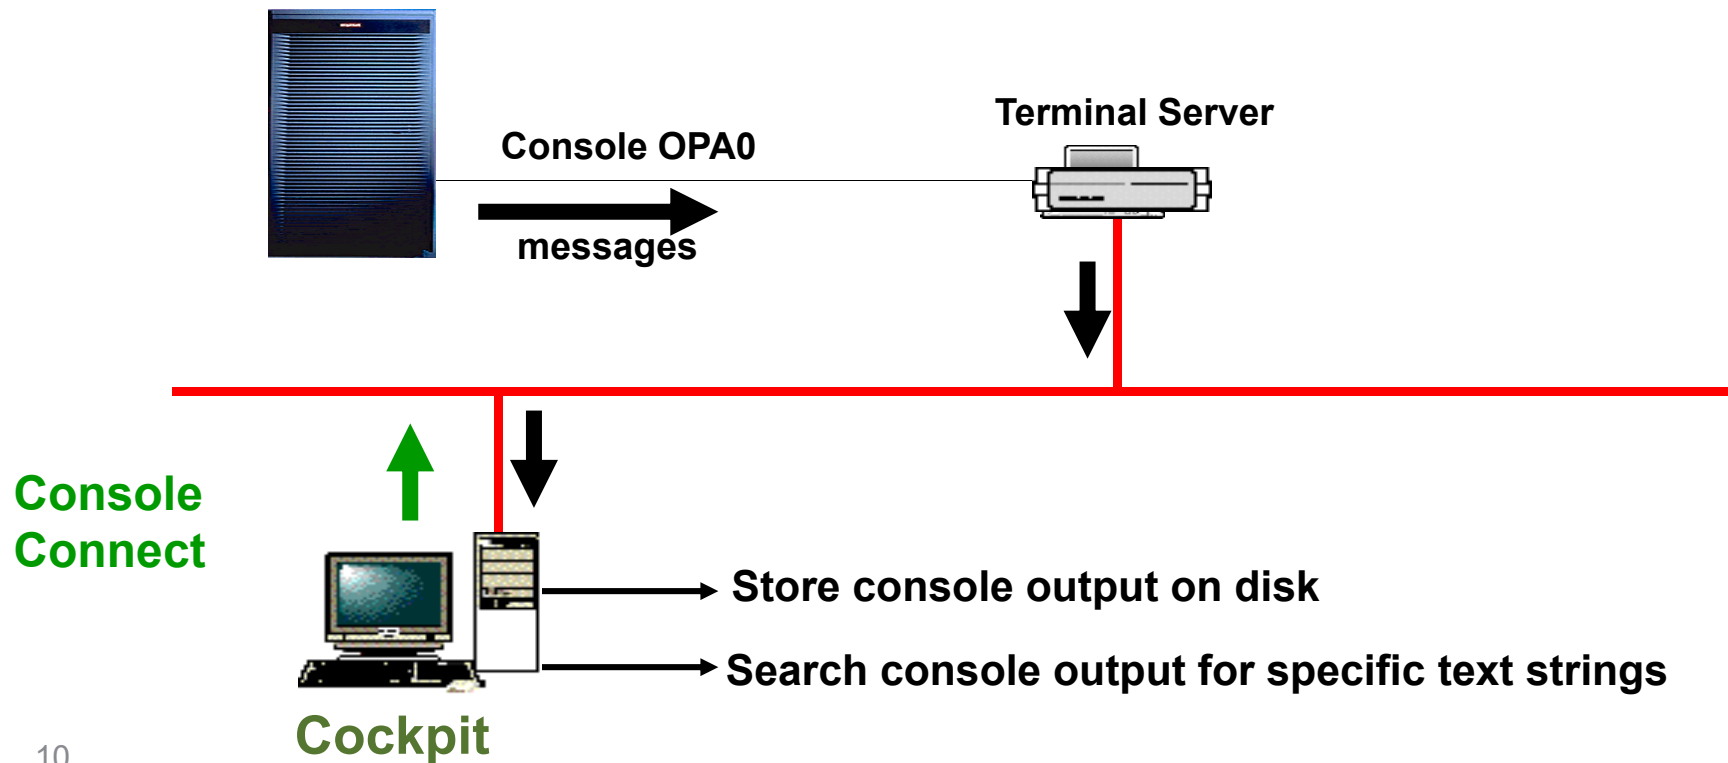 Terminal Server
Console OPA0
messages
Console
Connect
Store console output on disk
Search console output for specific text strings
Cockpit
10